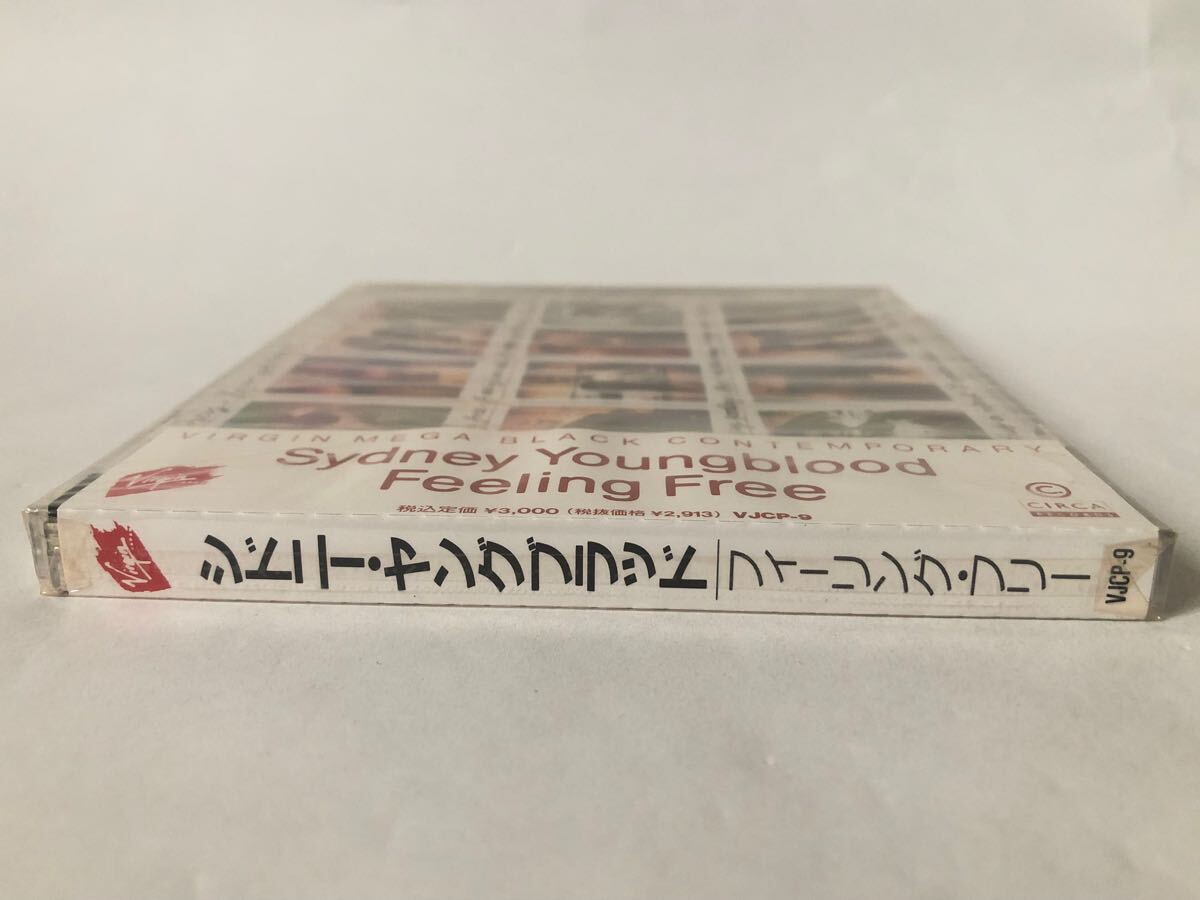 VIRGIN MEGA BLACK CONTEMPORARY
Sydney Youngblood
Feeling Free
Virgin
税込定価 ¥3,000 (税抜価格 ¥2,913) VJCP-9
CIRCA
Virgin
シドニー・ヤングブラッド
フィーリング・フリー
VJCP-9